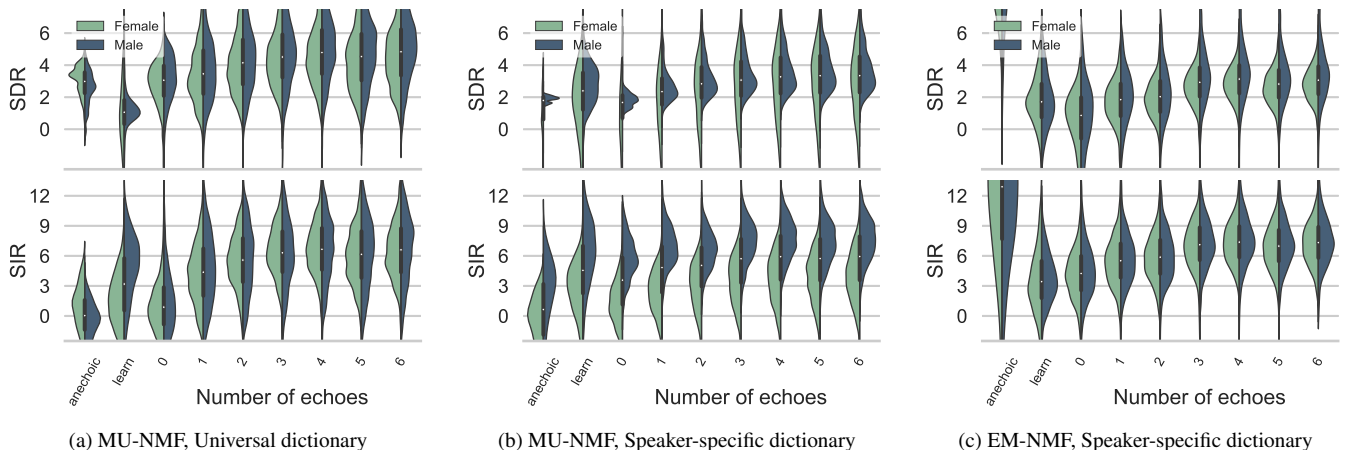 Female
Male
SDR
6
4
2
0
SIR
12
9
6
3
0
anechoic
learn
0
1
2
3
4
5
6
Number of echoes
(a) MU-NMF, Universal dictionary
Female
Male
SDR
6
4
2
0
SIR
12
9
6
3
0
anechoic
learn
0
1
2
3
4
5
6
Number of echoes
(b) MU-NMF, Speaker-specific dictionary
Female
Male
SDR
6
4
2
0
SIR
12
9
6
3
0
anechoic
learn
0
1
2
3
4
5
6
Number of echoes
(c) EM-NMF, Speaker-specific dictionary